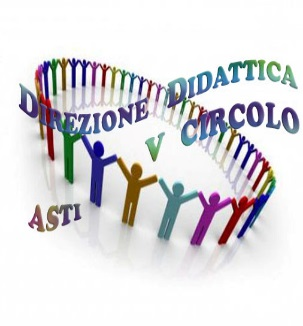 DIREZIONE DIDATTICA
V CIRCOLO
ASTI